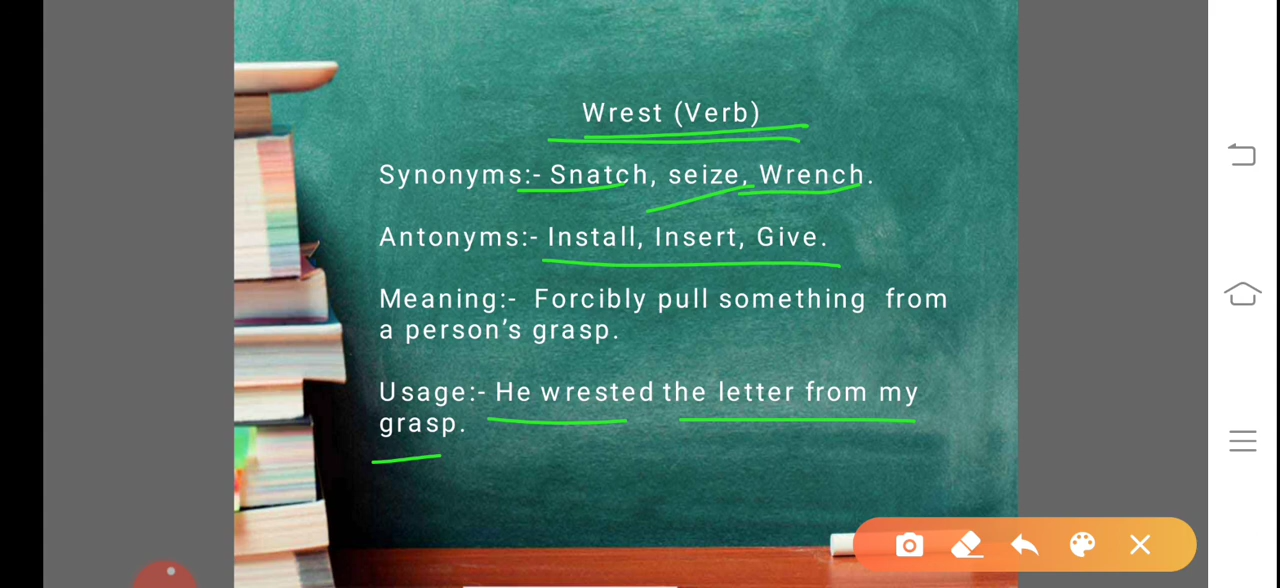 Wrest (Verb)
Synonyms:- Snatch, seize, Wrench.
Antonyms:- Install, Insert, Give.
Meaning:- Forcibly pull something from
a person's grasp.
Usage:- He wrested the letter from my
grasp.